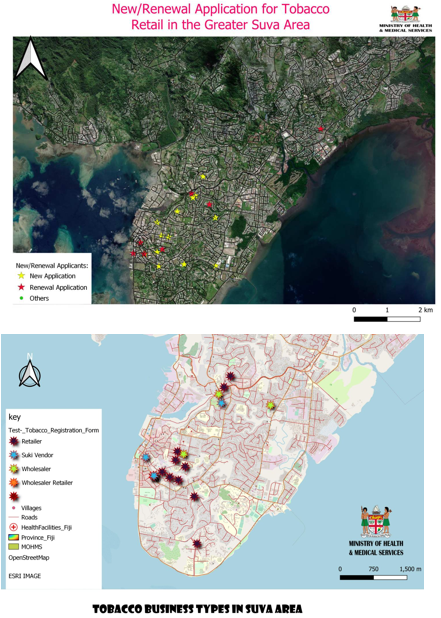 New/Renewal Application for Tobacco
Retail in the Greater Suva Area
MINISTRY OF HEALTH
& MEDICAL SERVICES
New/Renewal Applicants:
New Application
Renewal Application
Others
0 1 2 km
N
key
Test-_Tobacco_Registration_Form
Retailer
Suki Vendor
Wholesaler
Wholesaler Retailer
Villages
Roads
HealthFacilities_Fiji
Province_Fiji
MOHMS
OpenStreetMap
ESRI IMAGE
MINISTRY OF HEALTH
& MEDICAL SERVICES
0 750 1,500 m
TOBACCO BUSINESS TYPES IN SUVA AREA